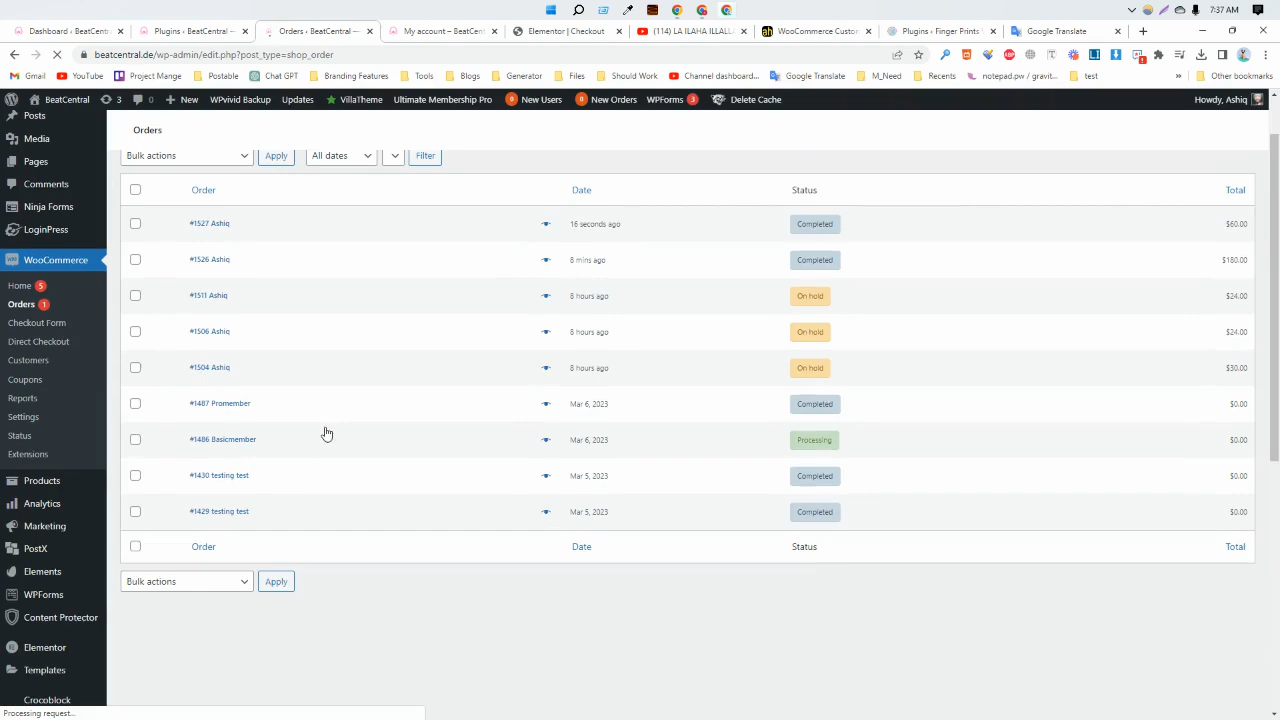 7:37 AM
Dashboard ‹ BeatCentral
Plugins ‹ BeatCentral —
Orders ‹ BeatCentral —
My account – BeatCent
Elementor | Checkout
(114) LA ILAHA ILLALL
WooCommerce Custo
Plugins ‹ Finger Prints
Google Translate
beatcentral.de/wp-admin/edit.php?post_type=shop_order
Gmail
YouTube
Project Mange
Postable
Chat GPT
Branding Features
Tools
Blogs
Generator
Files
Should Work
Channel dashboard...
Google Translate
M_Need
Recents
notepad.pw / gravit...
test
Other bookmarks
BeatCentral
3
0
New
WPvivid Backup
Updates
VillaTheme
Ultimate Membership Pro
0 New Users
0 New Orders
WPForms 3
Delete Cache
Howdy, Ashiq
Posts
Media
Pages
Comments
Ninja Forms
LoginPress
WooCommerce
Home 5
Orders 1
Checkout Form
Direct Checkout
Customers
Coupons
Reports
Settings
Status
Extensions
Products
Analytics
Marketing
PostX
Elements
WPForms
Content Protector
Elementor
Templates
Crocoblock
Orders
Bulk actions Apply All dates Filter
Order Date Status Total
#1527 Ashiq 16 seconds ago Completed $60.00
#1526 Ashiq 8 mins ago Completed $180.00
#1511 Ashiq 8 hours ago On hold $24.00
#1506 Ashiq 8 hours ago On hold $24.00
#1504 Ashiq 8 hours ago On hold $30.00
#1487 Promember Mar 6, 2023 Completed $0.00
#1486 Basicmember Mar 6, 2023 Processing $0.00
#1430 testing test Mar 5, 2023 Completed $0.00
#1429 testing test Mar 5, 2023 Completed $0.00
Order Date Status Total
Bulk actions Apply
Processing request...